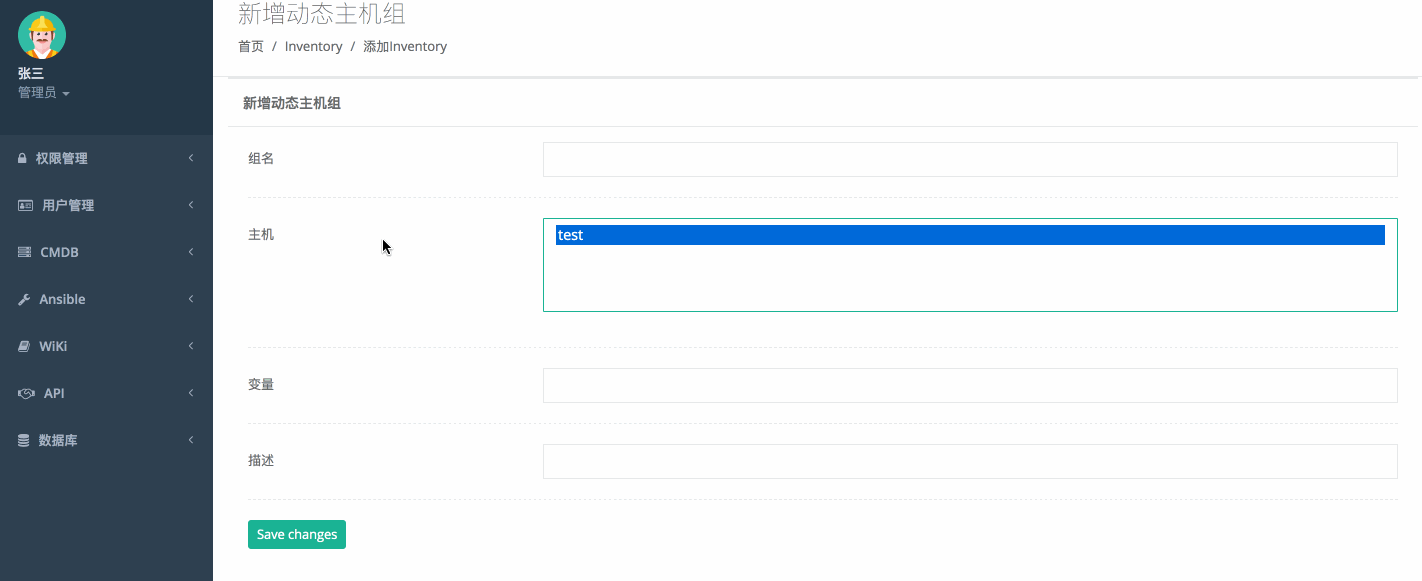 张三
管理员
权限管理
用户管理
CMDB
Ansible
WiKi
API
数据库
新增动态主机组
首页 / Inventory / 添加Inventory
新增动态主机组
组名
主机
test
变量
描述
Save changes